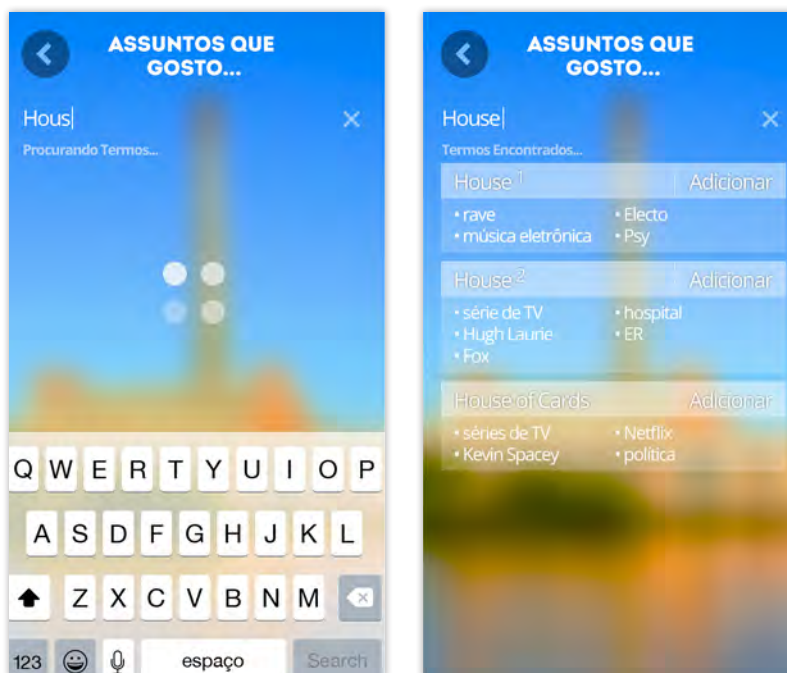 ASSUNTOS QUE
GOSTO...
Hous
Procurando Termos...
Q W E R T Y U I O P
A S D F G H J K L
Z X C V B N M
123 espaço Search
ASSUNTOS QUE
GOSTO...
House
Termos Encontrados...
House 1 Adicionar
• rave • Electo
• música eletrônica • Psy
House 2 Adicionar
• série de TV • hospital
• Hugh Laurie • ER
• Fox
House of Cards Adicionar
• séries de TV • Netflix
• Kevin Spacey • política